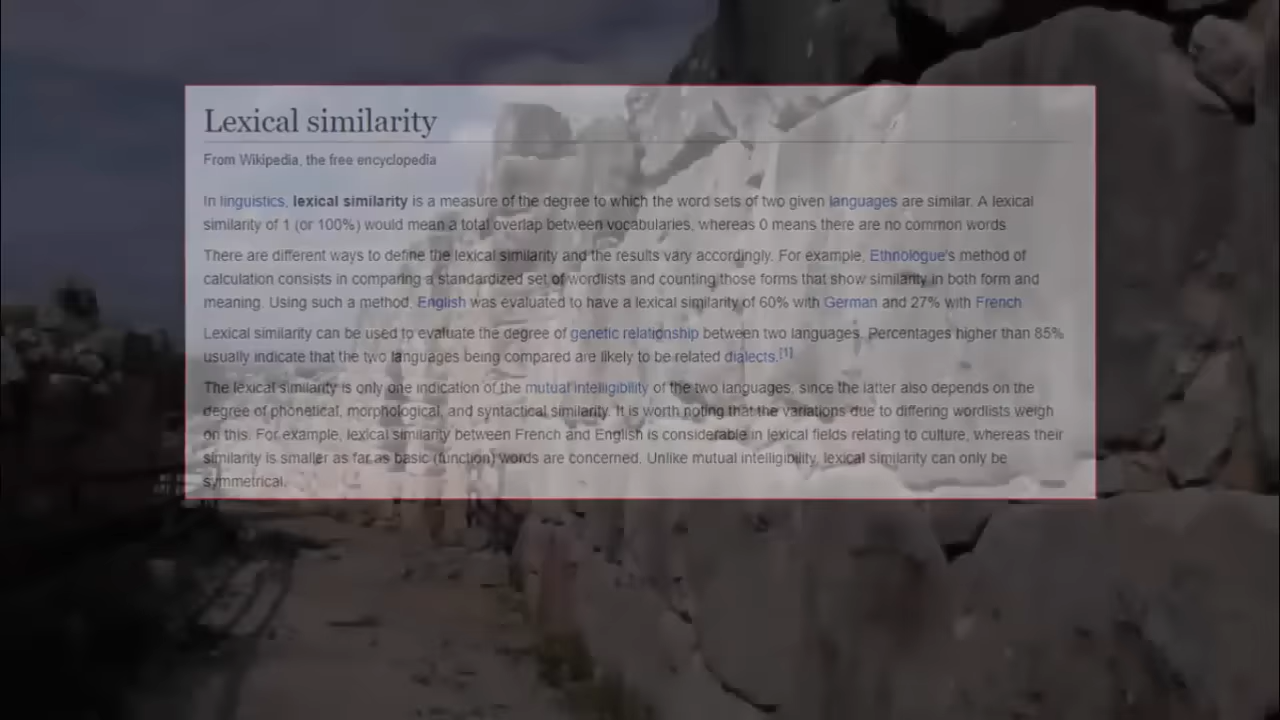 Lexical similarity
From Wikipedia, the free encyclopedia
In linguistics, lexical similarity is a measure of the degree to which the word sets of two given languages are similar. A lexical
similarity of 1 (or 100%) would mean a total overlap between vocabularies, whereas 0 means there are no common words
There are different ways to define the lexical similarity and the results vary accordingly. For example, Ethnologue's method of
calculation consists in comparing a standardized set of wordlists and counting those forms that show similarity in both form and
meaning. Using such a method, English was evaluated to have a lexical similarity of 60% with German and 27% with French
Lexical similarity can be used to evaluate the degree of genetic relationship between two languages. Percentages higher than 85%
usually indicate that the two languages being compared are likely to be related dialects.[1]
The lexical similarity is only one indication of the mutual intelligibility of the two languages, since the latter also depends on the
degree of phonetical, morphological, and syntactical similarity. It is worth noting that the variations due to differing wordlists weigh
on this. For example, lexical similarity between French and English is considerable in lexical fields relating to culture, whereas their
similarity is smaller as far as basic (function) words are concerned. Unlike mutual intelligibility, lexical similarity can only be
symmetrical.